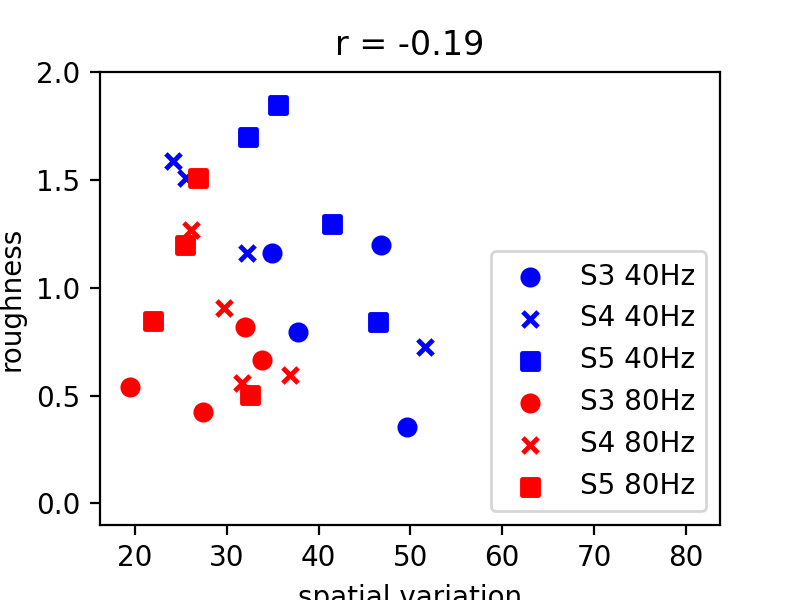 r = -0.19
roughness
2.0
1.5
1.0
0.5
0.0
S3 40Hz
S4 40Hz
S5 40Hz
S3 80Hz
S4 80Hz
S5 80Hz
20 30 40 50 60 70 80
spatial variation